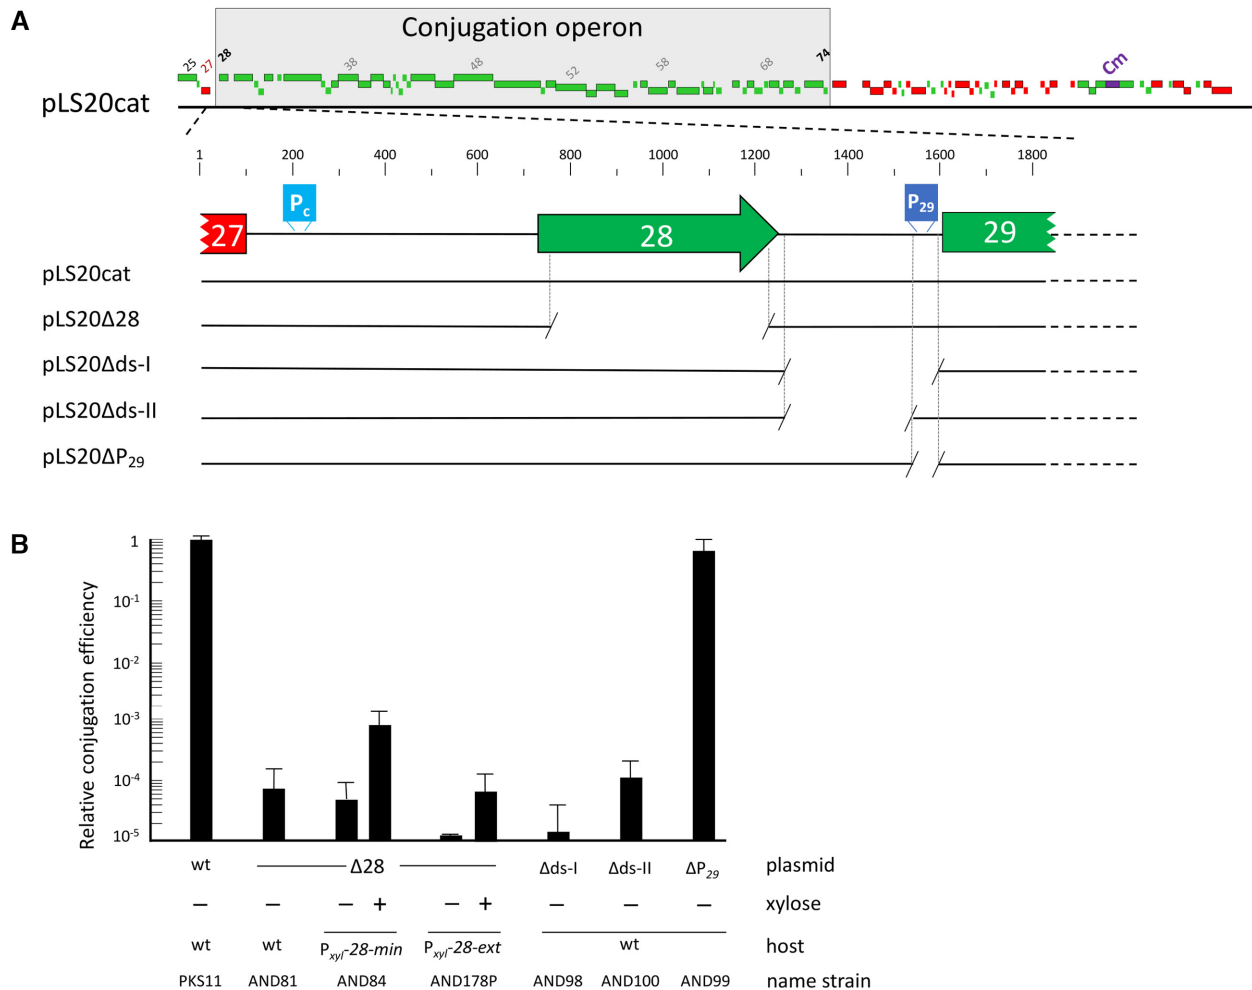 A
Conjugation operon
25 27 28 38 48 52 58 68 74 Cm
pLS20cat
1 200 400 600 800 1000 1200 1400 1600 1800
Pc P29
27 28 29
pLS20cat
pLS20Δ28
pLS20Δds-I
pLS20Δds-II
pLS20ΔP29
B
Relative conjugation efficiency
1
10-1
10-2
10-3
10-4
10-5
wt Δ28 Δds-I Δds-II ΔP29 plasmid
– – – + – + – – – xylose
wt wt Pxyl-28-min Pxyl-28-ext wt host
PKS11 AND81 AND84 AND178P AND98 AND100 AND99 name strain